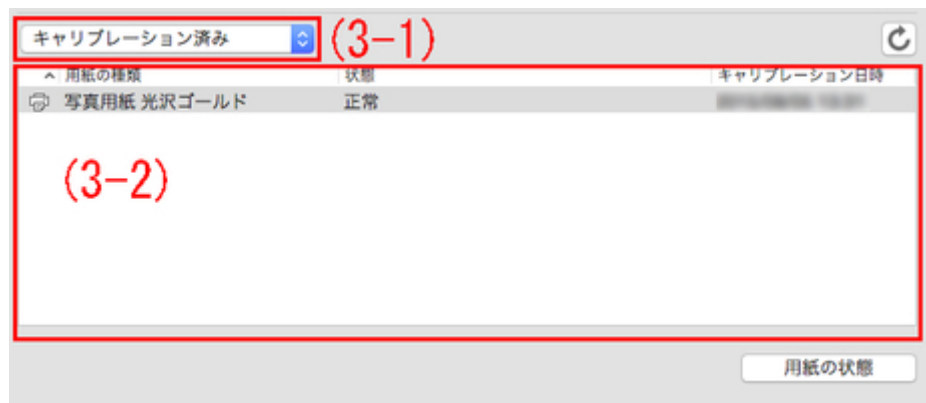 キャリブレーション済み (3-1)
用紙の種類 状態 キャリブレーション日時
写真用紙 光沢ゴールド 正常
(3-2)
用紙の状態